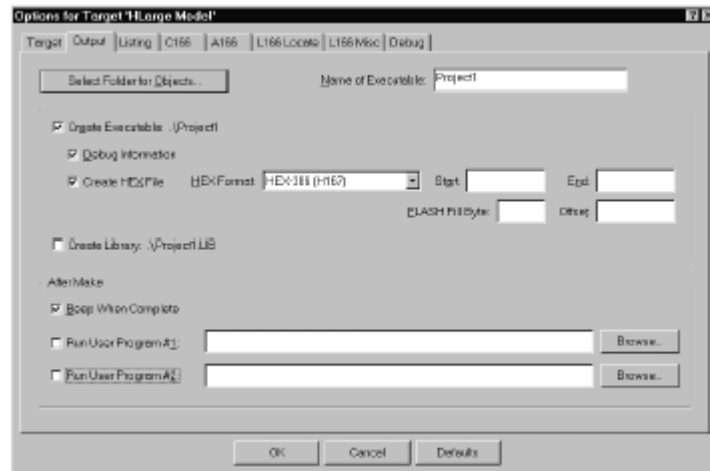 Options for Target 'HLarge Model'
Target Output Listing C166 A166 L166 Locate L166 Misc Debug
Select Folder for Objects... Name of Executable: Project1
Create Executable: .\Project1
Debug Information
Create HEX File HEX Format: HEX-386 (H167) Start: End:
FLASH Fill Byte: Offset:
Create Library: .\Project1.LIB
After Make
Beep When Complete
Run User Program #1: Browse...
Run User Program #2: Browse...
OK Cancel Defaults